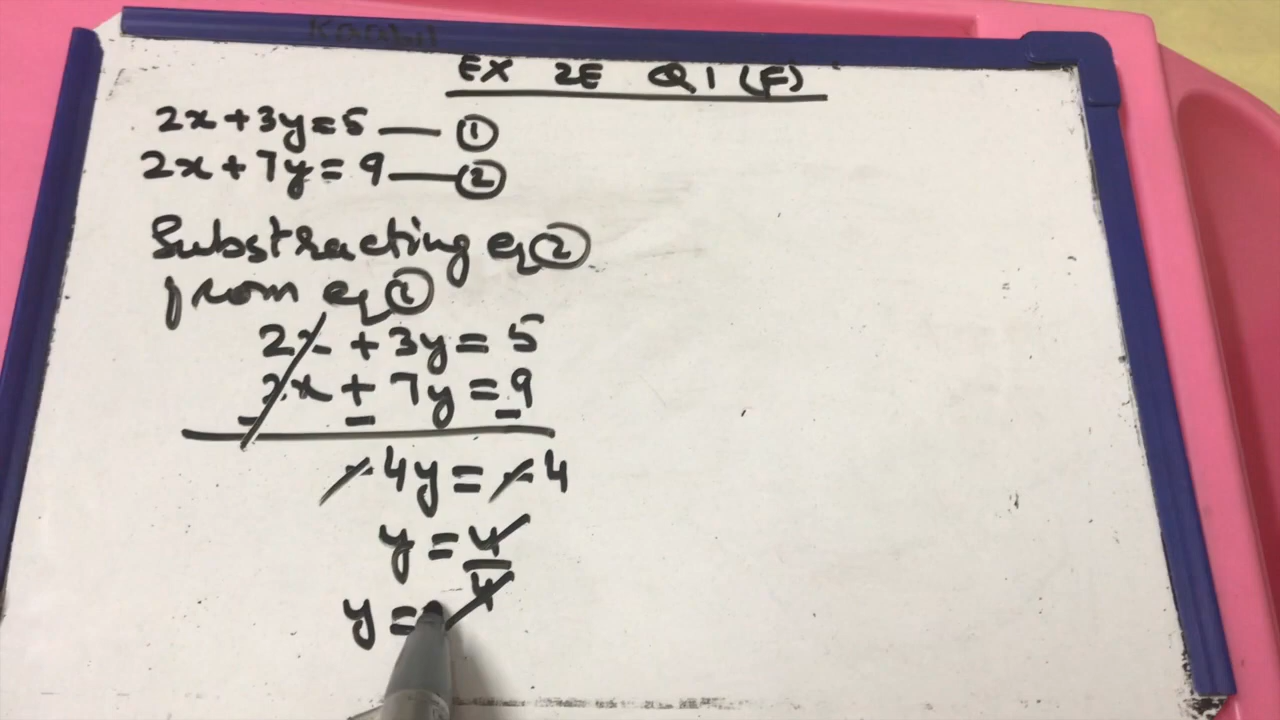 EX 2E Q1 (F)
2x + 3y = 5 — ①
2x + 7y = 9 — ②
Substracting eq ②
from eq ①
2x + 3y = 5
2x + 7y = 9
- - -
- 4y = - 4
y = 4/4
y =